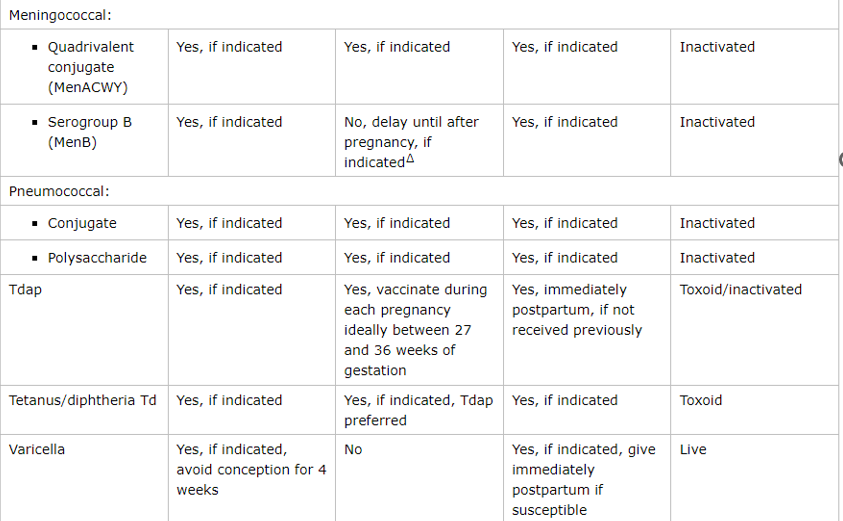 Meningococcal:
Quadrivalent conjugate (MenACWY) Yes, if indicated Yes, if indicated Yes, if indicated Inactivated
Serogroup B (MenB) Yes, if indicated No, delay until after pregnancy, if indicatedΔ Yes, if indicated Inactivated
Pneumococcal:
Conjugate Yes, if indicated Yes, if indicated Yes, if indicated Inactivated
Polysaccharide Yes, if indicated Yes, if indicated Yes, if indicated Inactivated
Tdap Yes, if indicated Yes, vaccinate during each pregnancy ideally between 27 and 36 weeks of gestation Yes, immediately postpartum, if not received previously Toxoid/inactivated
Tetanus/diphtheria Td Yes, if indicated Yes, if indicated, Tdap preferred Yes, if indicated Toxoid
Varicella Yes, if indicated, avoid conception for 4 weeks No Yes, if indicated, give immediately postpartum if susceptible Live